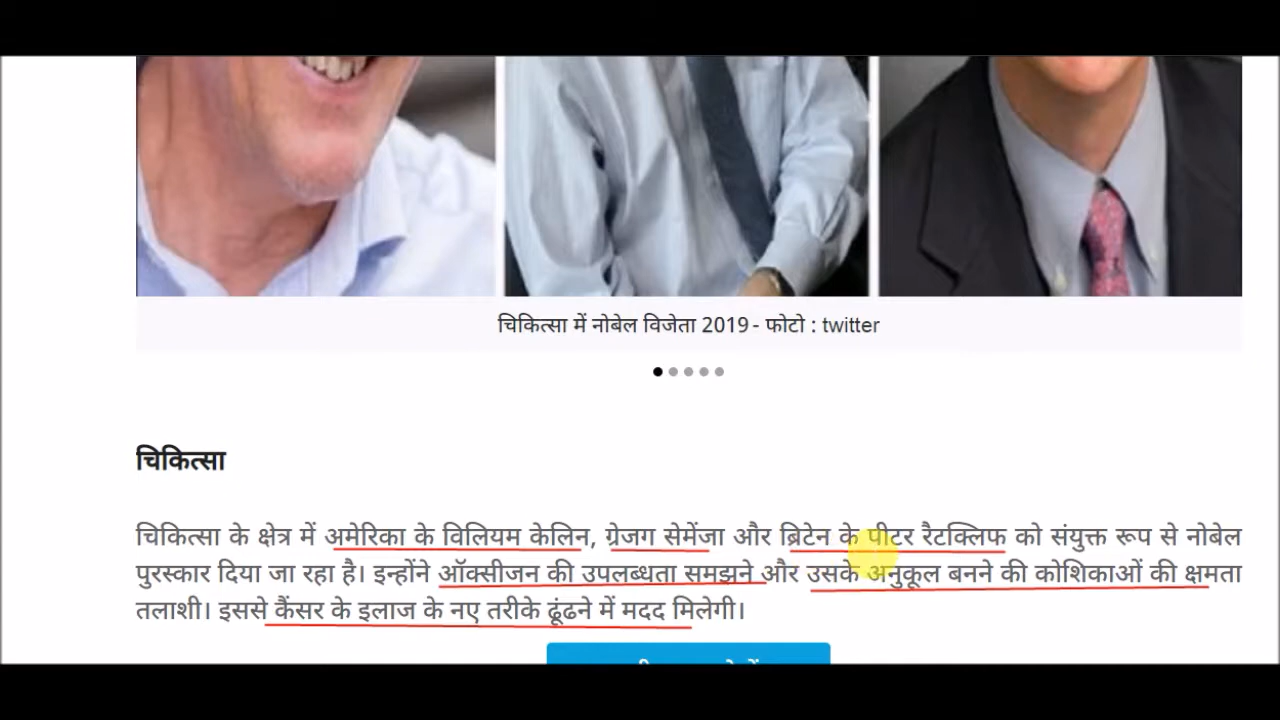 चिकित्सा में नोबेल विजेता 2019 - फोटो : twitter
चिकित्सा
चिकित्सा के क्षेत्र में अमेरिका के विलियम केलिन, ग्रेजग सेमेंजा और ब्रिटेन के पीटर रैटक्लिफ को संयुक्त रूप से नोबेल
पुरस्कार दिया जा रहा है। इन्होंने ऑक्सीजन की उपलब्धता समझने और उसके अनुकूल बनने की कोशिकाओं की क्षमता
तलाशी। इससे कैंसर के इलाज के नए तरीके ढूंढने में मदद मिलेगी।